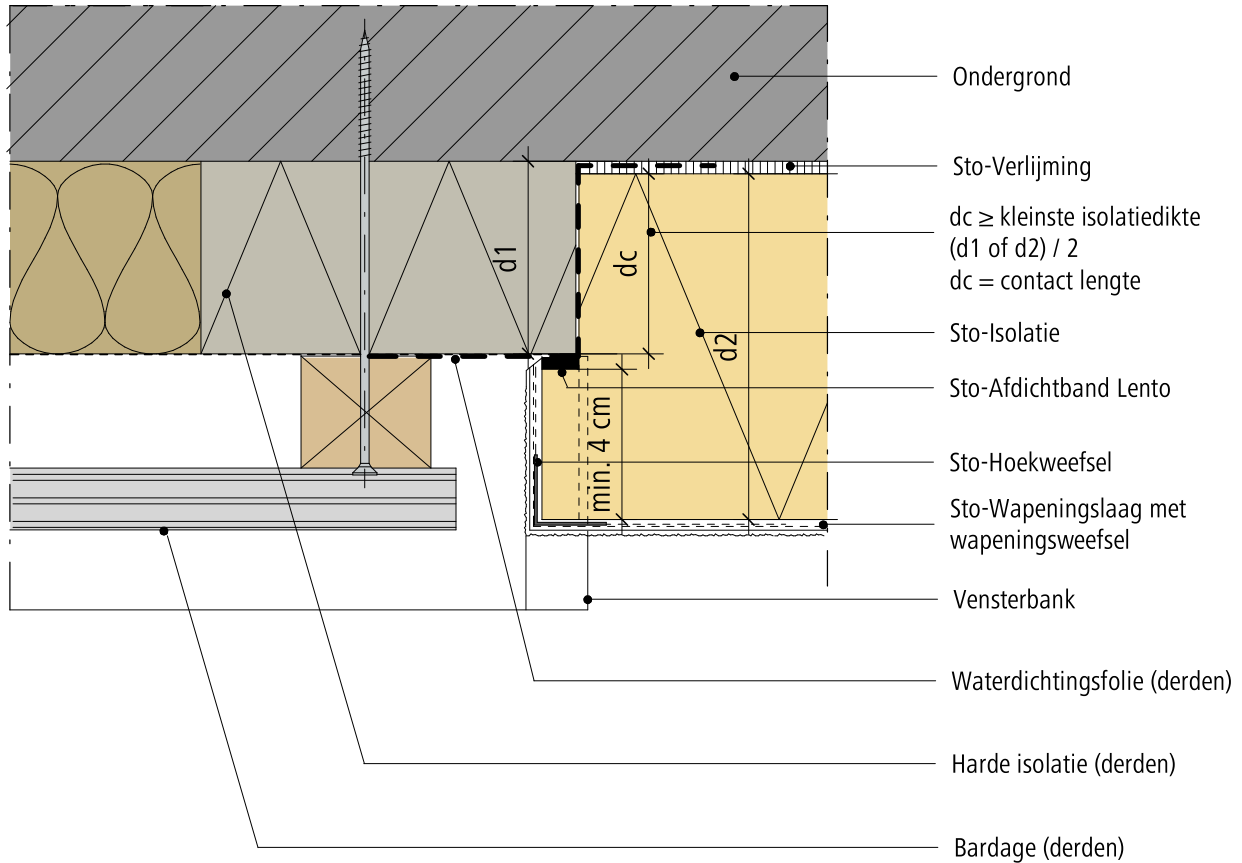 Ondergrond
Sto-Verlijming
dc ≥ kleinste isolatiedikte
(d1 of d2) / 2
dc = contact lengte
Sto-Isolatie
Sto-Afdichtband Lento
Sto-Hoekweefsel
Sto-Wapeningslaag met
wapeningsweefsel
Vensterbank
Waterdichtingsfolie (derden)
Harde isolatie (derden)
Bardage (derden)
d1
dc
d2
min. 4 cm